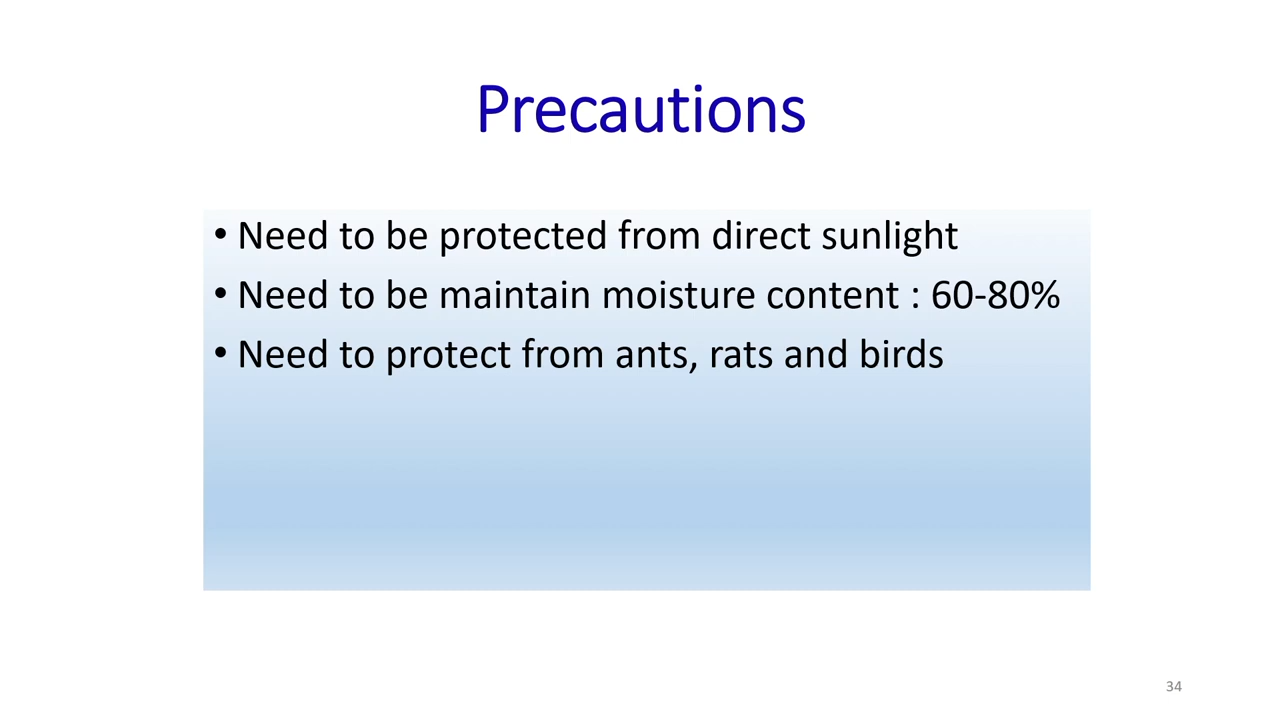 Precautions
• Need to be protected from direct sunlight
• Need to be maintain moisture content : 60-80%
• Need to protect from ants, rats and birds
34